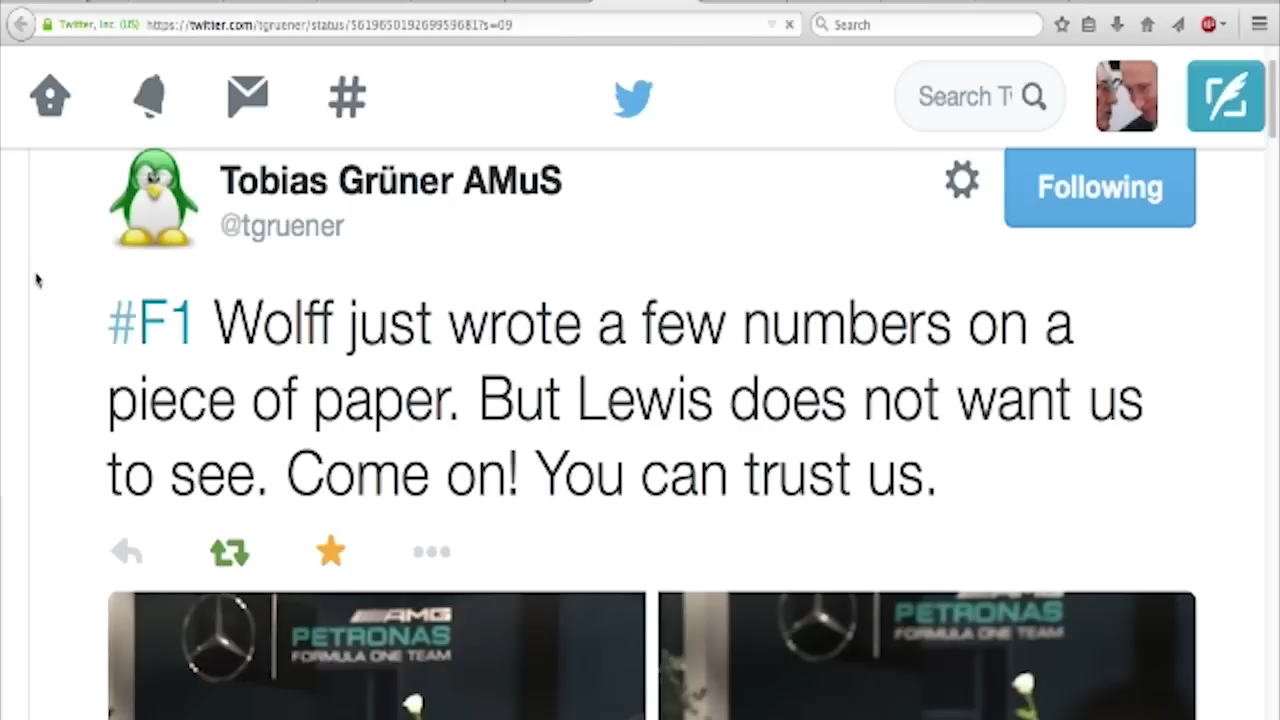 Twitter, Inc. (US) https://twitter.com/tgruener/status/561965019269959681?s=09
Search
Search T
Tobias Grüner AMuS
@tgruener
Following
#F1 Wolff just wrote a few numbers on a
piece of paper. But Lewis does not want us
to see. Come on! You can trust us.
AMG
PETRONAS
FORMULA ONE TEAM
AMG
PETRONAS
FORMULA ONE TEAM